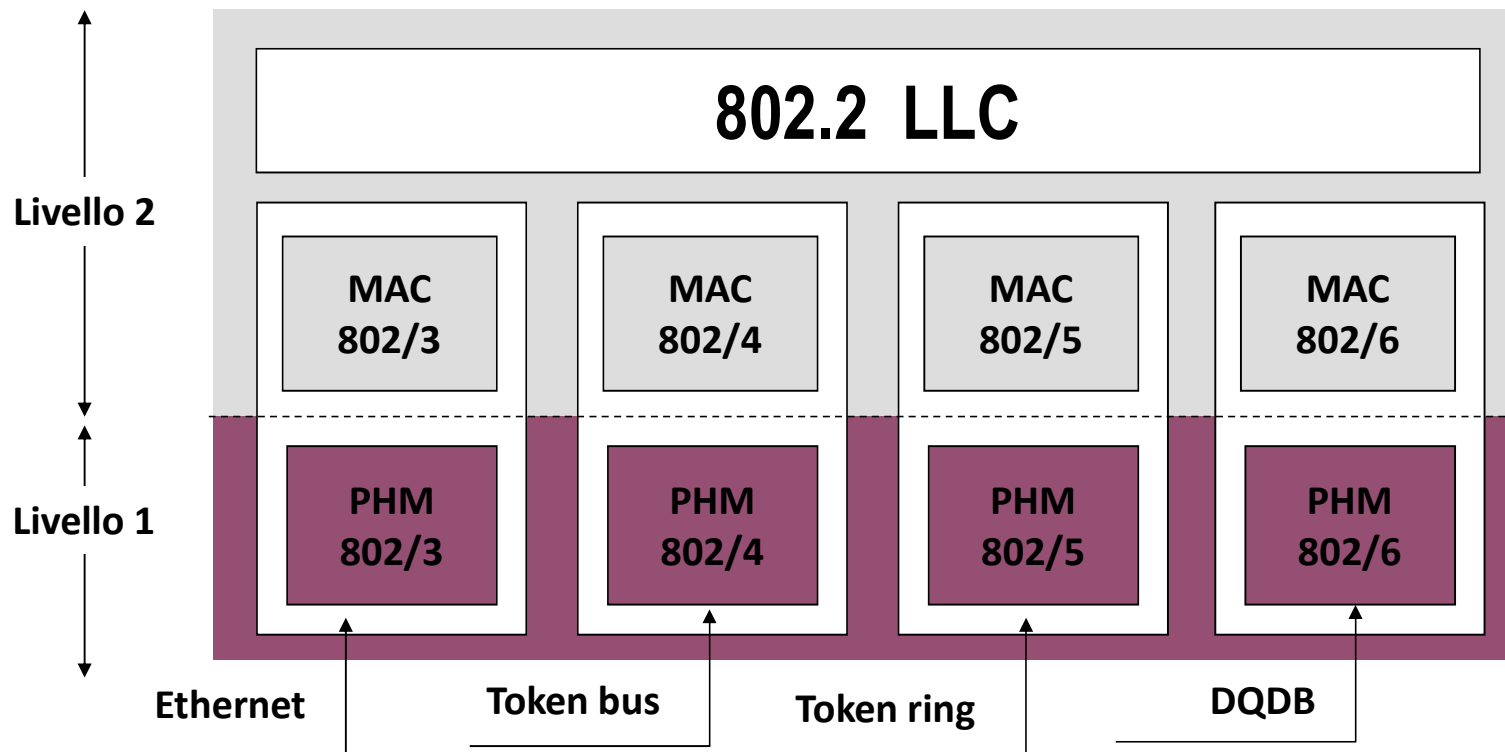 802.2 LLC
Livello 2
MAC
802/3
MAC
802/4
MAC
802/5
MAC
802/6
Livello 1
PHM
802/3
PHM
802/4
PHM
802/5
PHM
802/6
Ethernet
Token bus
Token ring
DQDB